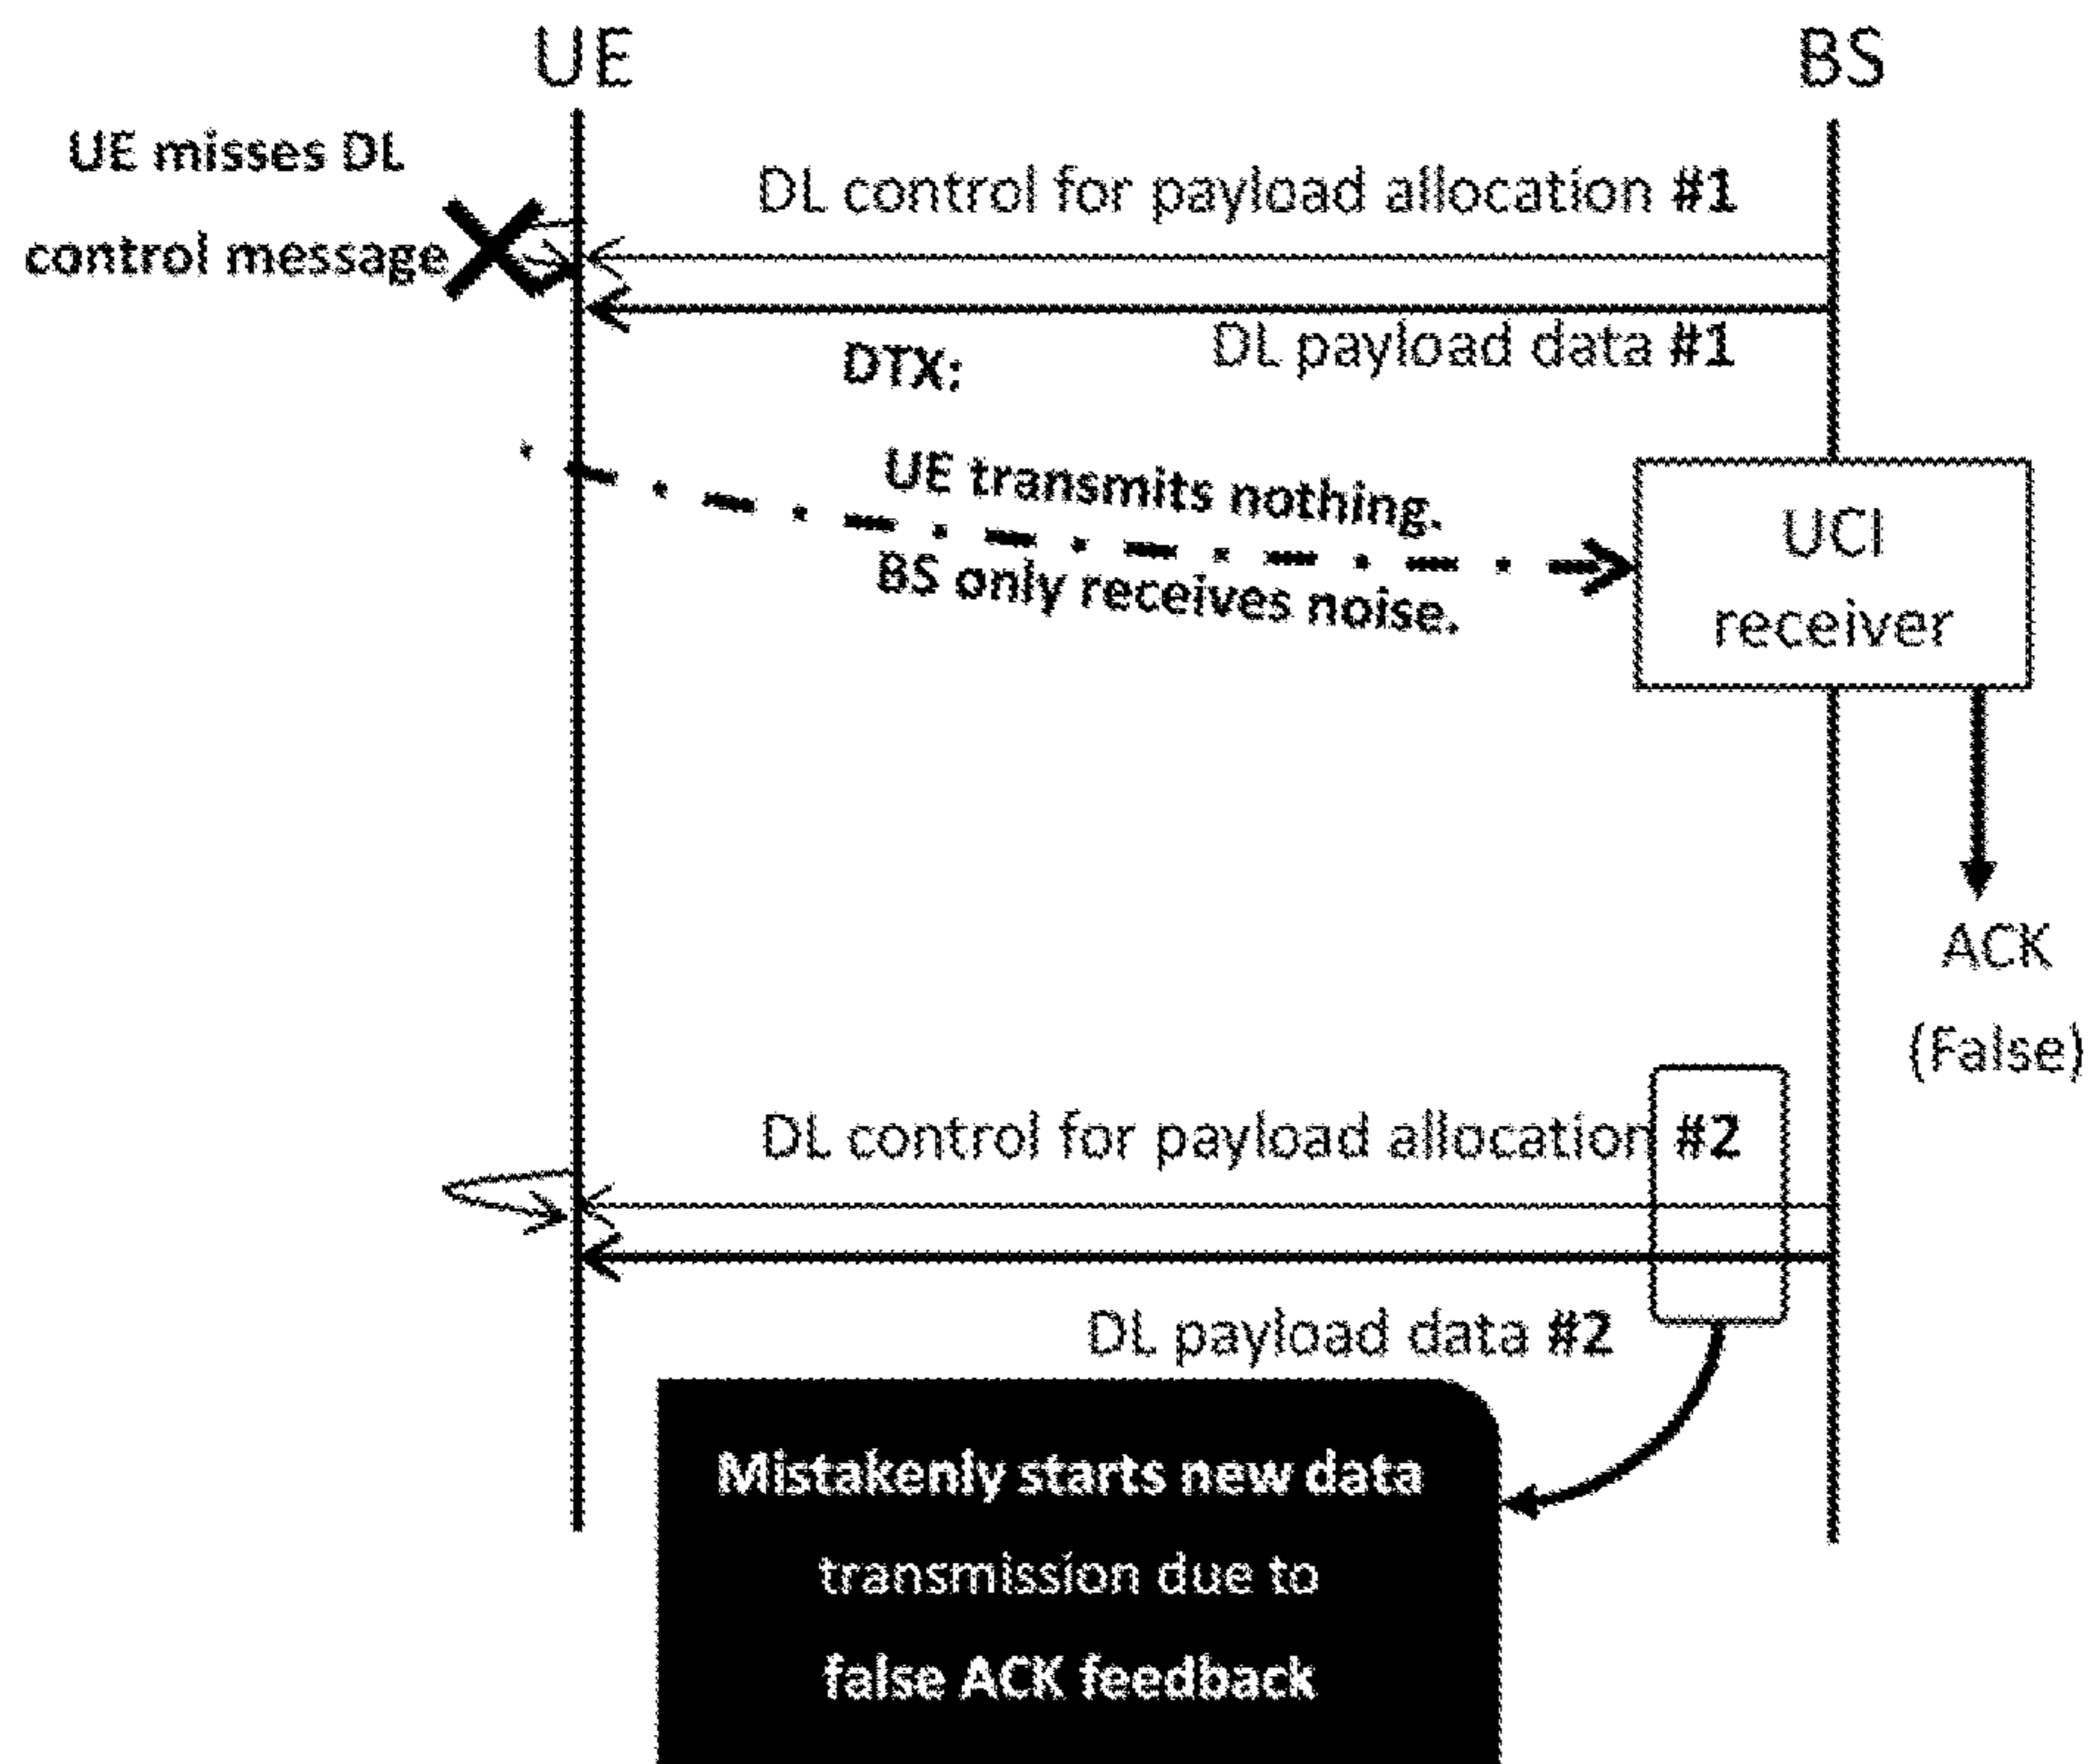 UE
BS
UE misses DL
control message
DL control for payload allocation #1
DL payload data #1
DTX:
UE transmits nothing.
BS only receives noise.
UCI
receiver
ACK
(False)
DL control for payload allocation #2
DL payload data #2
Mistakenly starts new data
transmission due to
false ACK feedback